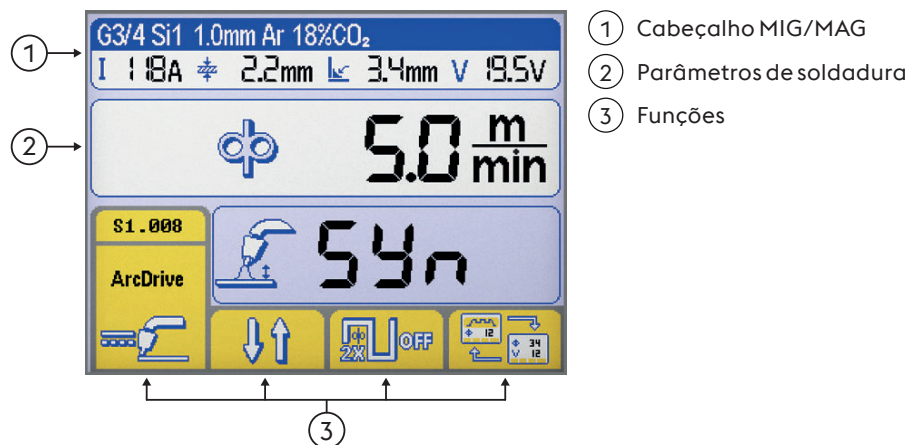 G3/4 Si1 1.0mm Ar 18%CO₂
I 118A 2.2mm 3.4mm V 19.5V
5.0 m/min
S1.008
ArcDrive
Syn
2X OFF
12
34
V 12
1 Cabeçalho MIG/MAG
2 Parâmetros de soldadura
3 Funções
1
2
3